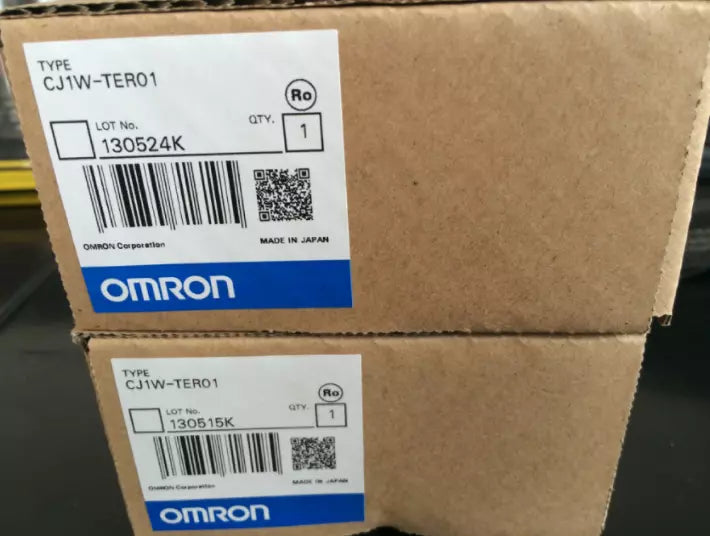 TYPE
CJ1W-TER01
Ro
LOT No.
QTY.
130524K
1
OMRON Corporation
MADE IN JAPAN
OMRON
TYPE
CJ1W-TER01
Ro
LOT No.
QTY.
130515K
1
OMRON Corporation
MADE IN JAPAN
OMRON